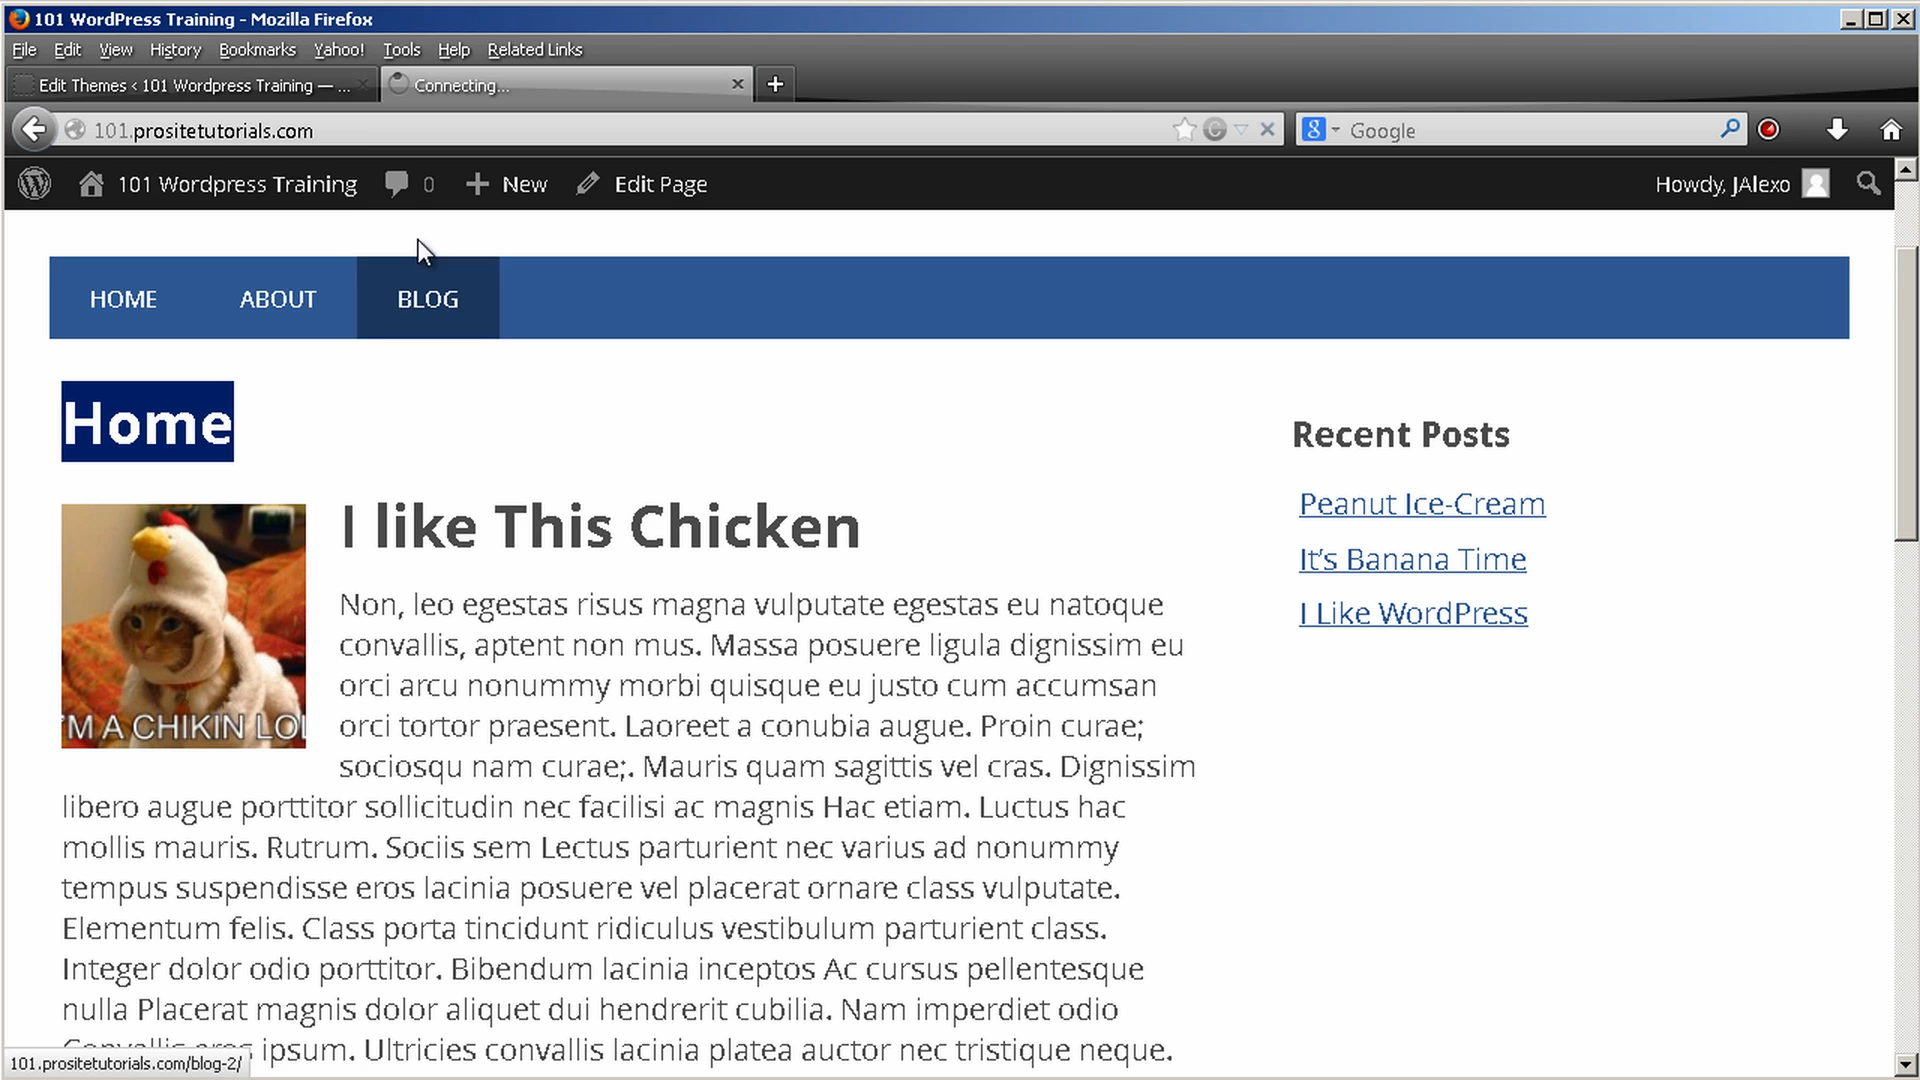 101 WordPress Training - Mozilla Firefox
File Edit View History Bookmarks Yahoo! Tools Help Related Links
Edit Themes ‹ 101 Wordpress Training — ... Connecting...
101.prositetutorials.com Google
101 Wordpress Training 0 New Edit Page Howdy, JAlexo
HOME ABOUT BLOG
Home
I like This Chicken
Non, leo egestas risus magna vulputate egestas eu natoque
convallis, aptent non mus. Massa posuere ligula dignissim eu
orci arcu nonummy morbi quisque eu justo cum accumsan
orci tortor praesent. Laoreet a conubia augue. Proin curae;
sociosqu nam curae;. Mauris quam sagittis vel cras. Dignissim
libero augue porttitor sollicitudin nec facilisi ac magnis Hac etiam. Luctus hac
mollis mauris. Rutrum. Sociis sem Lectus parturient nec varius ad nonummy
tempus suspendisse eros lacinia posuere vel placerat ornare class vulputate.
Elementum felis. Class porta tincidunt ridiculus vestibulum parturient class.
Integer dolor odio porttitor. Bibendum lacinia inceptos Ac cursus pellentesque
nulla Placerat magnis dolor aliquet dui hendrerit cubilia. Nam imperdiet odio
Convallis eros ipsum. Ultricies convallis lacinia platea auctor nec tristique neque.
'M A CHIKIN LOL
Recent Posts
Peanut Ice-Cream
It's Banana Time
I Like WordPress
101.prositetutorials.com/blog-2/